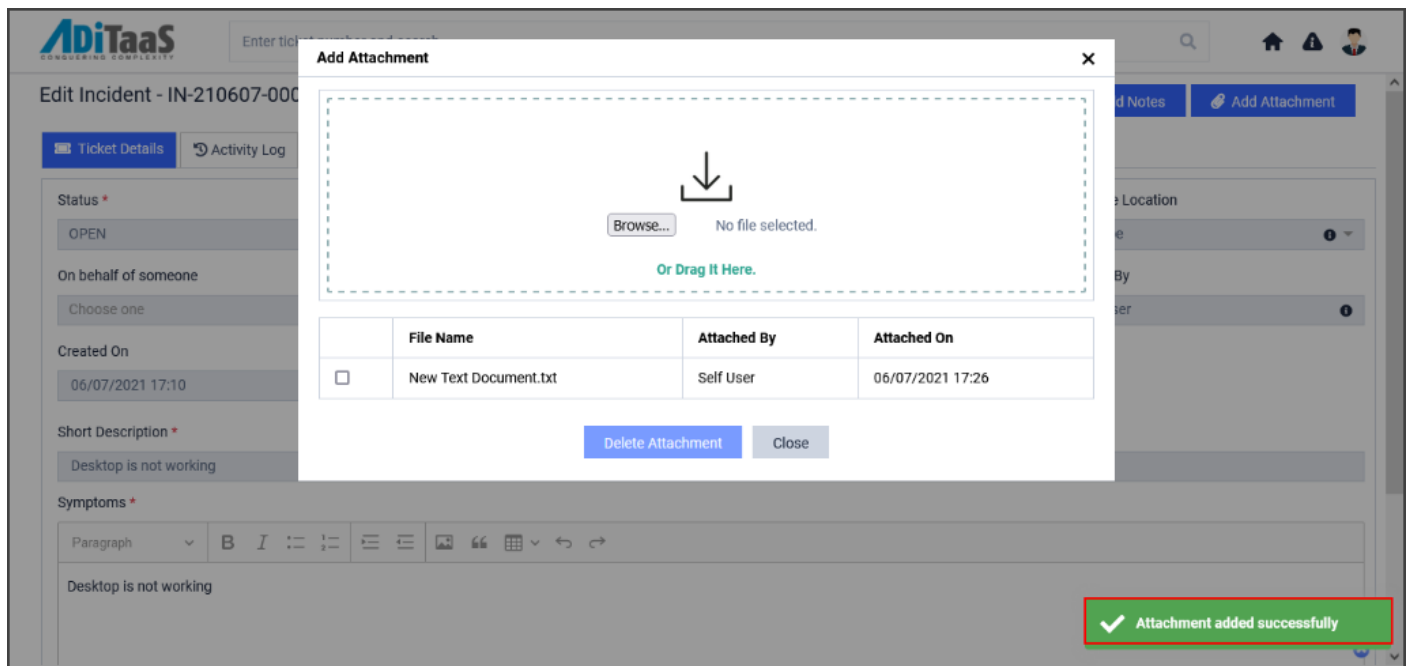 ADiTaaS
CONQUERING COMPLEXITY
Enter ticket number and search
Add Attachment
Edit Incident - IN-210607-000
d Notes
Add Attachment
Ticket Details
Activity Log
Browse...
No file selected.
Or Drag It Here.
Status *
e Location
OPEN
e
On behalf of someone
By
Choose one
ser
File Name
Attached By
Attached On
Created On
New Text Document.txt
Self User
06/07/2021 17:26
06/07/2021 17:10
Short Description *
Delete Attachment
Close
Desktop is not working
Symptoms *
Paragraph
Desktop is not working
Attachment added successfully